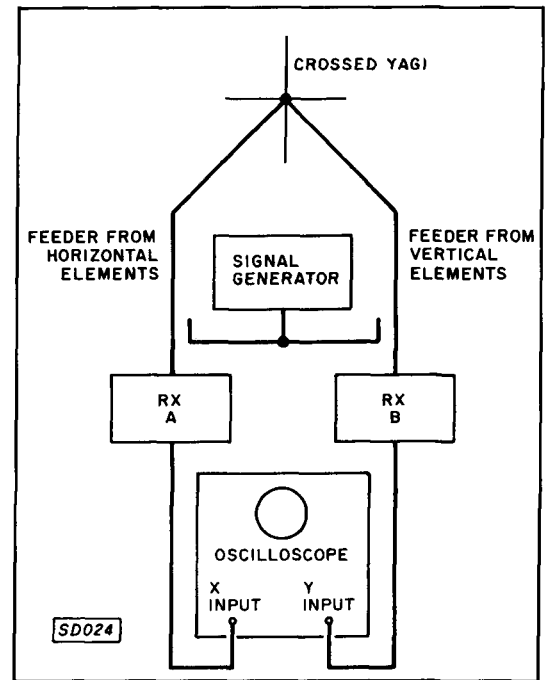 CROSSED YAGI
FEEDER FROM
HORIZONTAL
ELEMENTS
SIGNAL
GENERATOR
FEEDER FROM
VERTICAL
ELEMENTS
RX
A
RX
B
OSCILLOSCOPE
X
INPUT
Y
INPUT
SD024